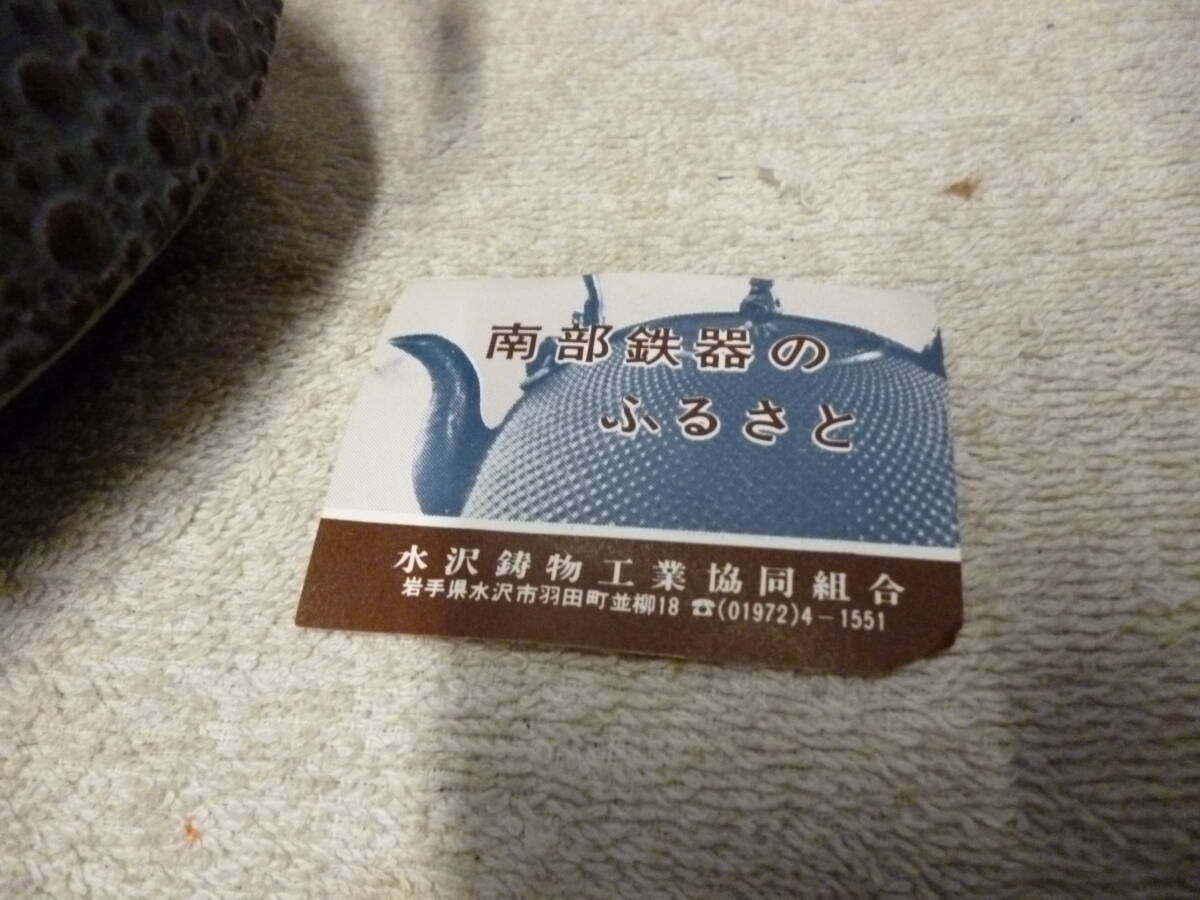 南部鉄器の
ふるさと
水沢鋳物工業協同組合
岩手県水沢市羽田町並柳18 ☎(01972)4-1551